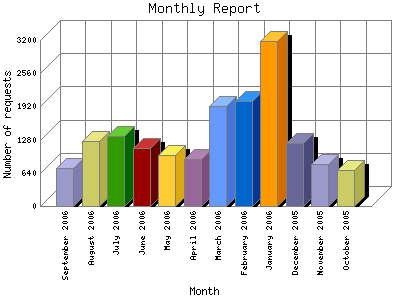 Monthly Report
Number of requests
3200
2560
1920
1280
640
0
September 2006
August 2006
July 2006
June 2006
May 2006
April 2006
March 2006
February 2006
January 2006
December 2005
November 2005
October 2005
Month